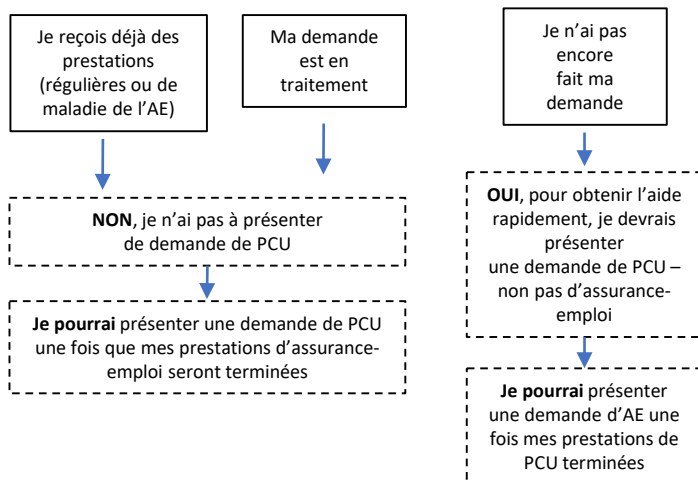 Je reçois déjà des
prestations
(régulières ou de
maladie de l'AE)
Ma demande
est en
traitement
Je n'ai pas
encore
fait ma
demande
NON, je n'ai pas à présenter
de demande de PCU
OUI, pour obtenir l'aide
rapidement, je devrais
présenter
une demande de PCU –
non pas d'assurance-
emploi
Je pourrai présenter une demande de PCU
une fois que mes prestations d'assurance-
emploi seront terminées
Je pourrai présenter
une demande d'AE une
fois mes prestations de
PCU terminées